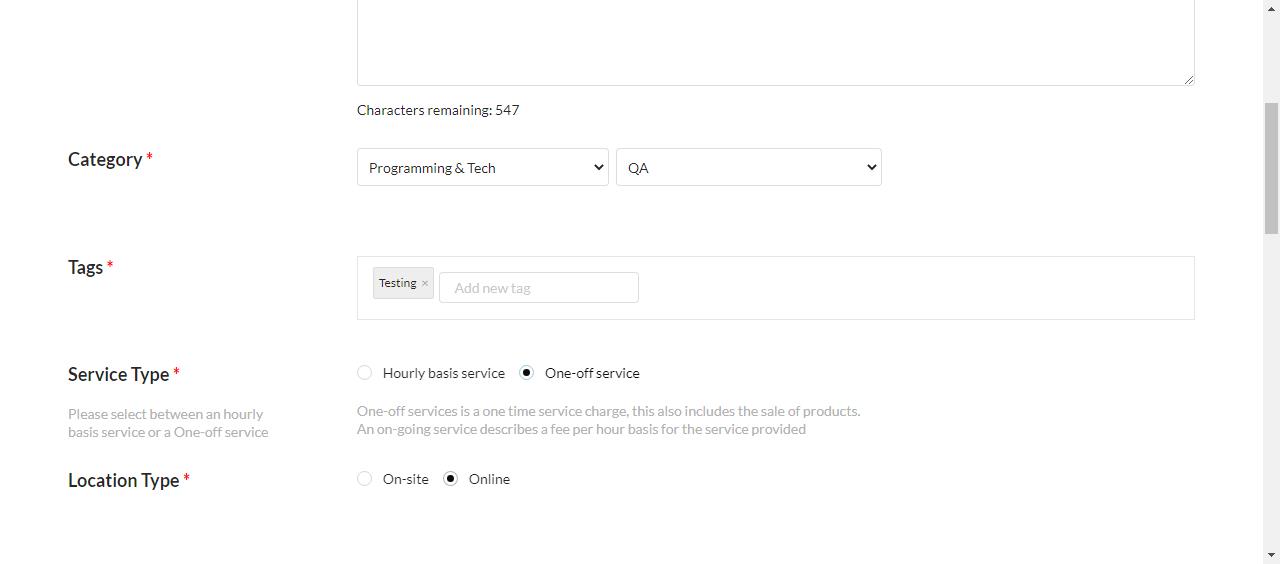 Characters remaining: 547
Category *
Programming & Tech
QA
Tags *
Testing ×
Add new tag
Service Type *
Hourly basis service
One-off service
Please select between an hourly
basis service or a One-off service
One-off services is a one time service charge, this also includes the sale of products.
An on-going service describes a fee per hour basis for the service provided
Location Type *
On-site
Online